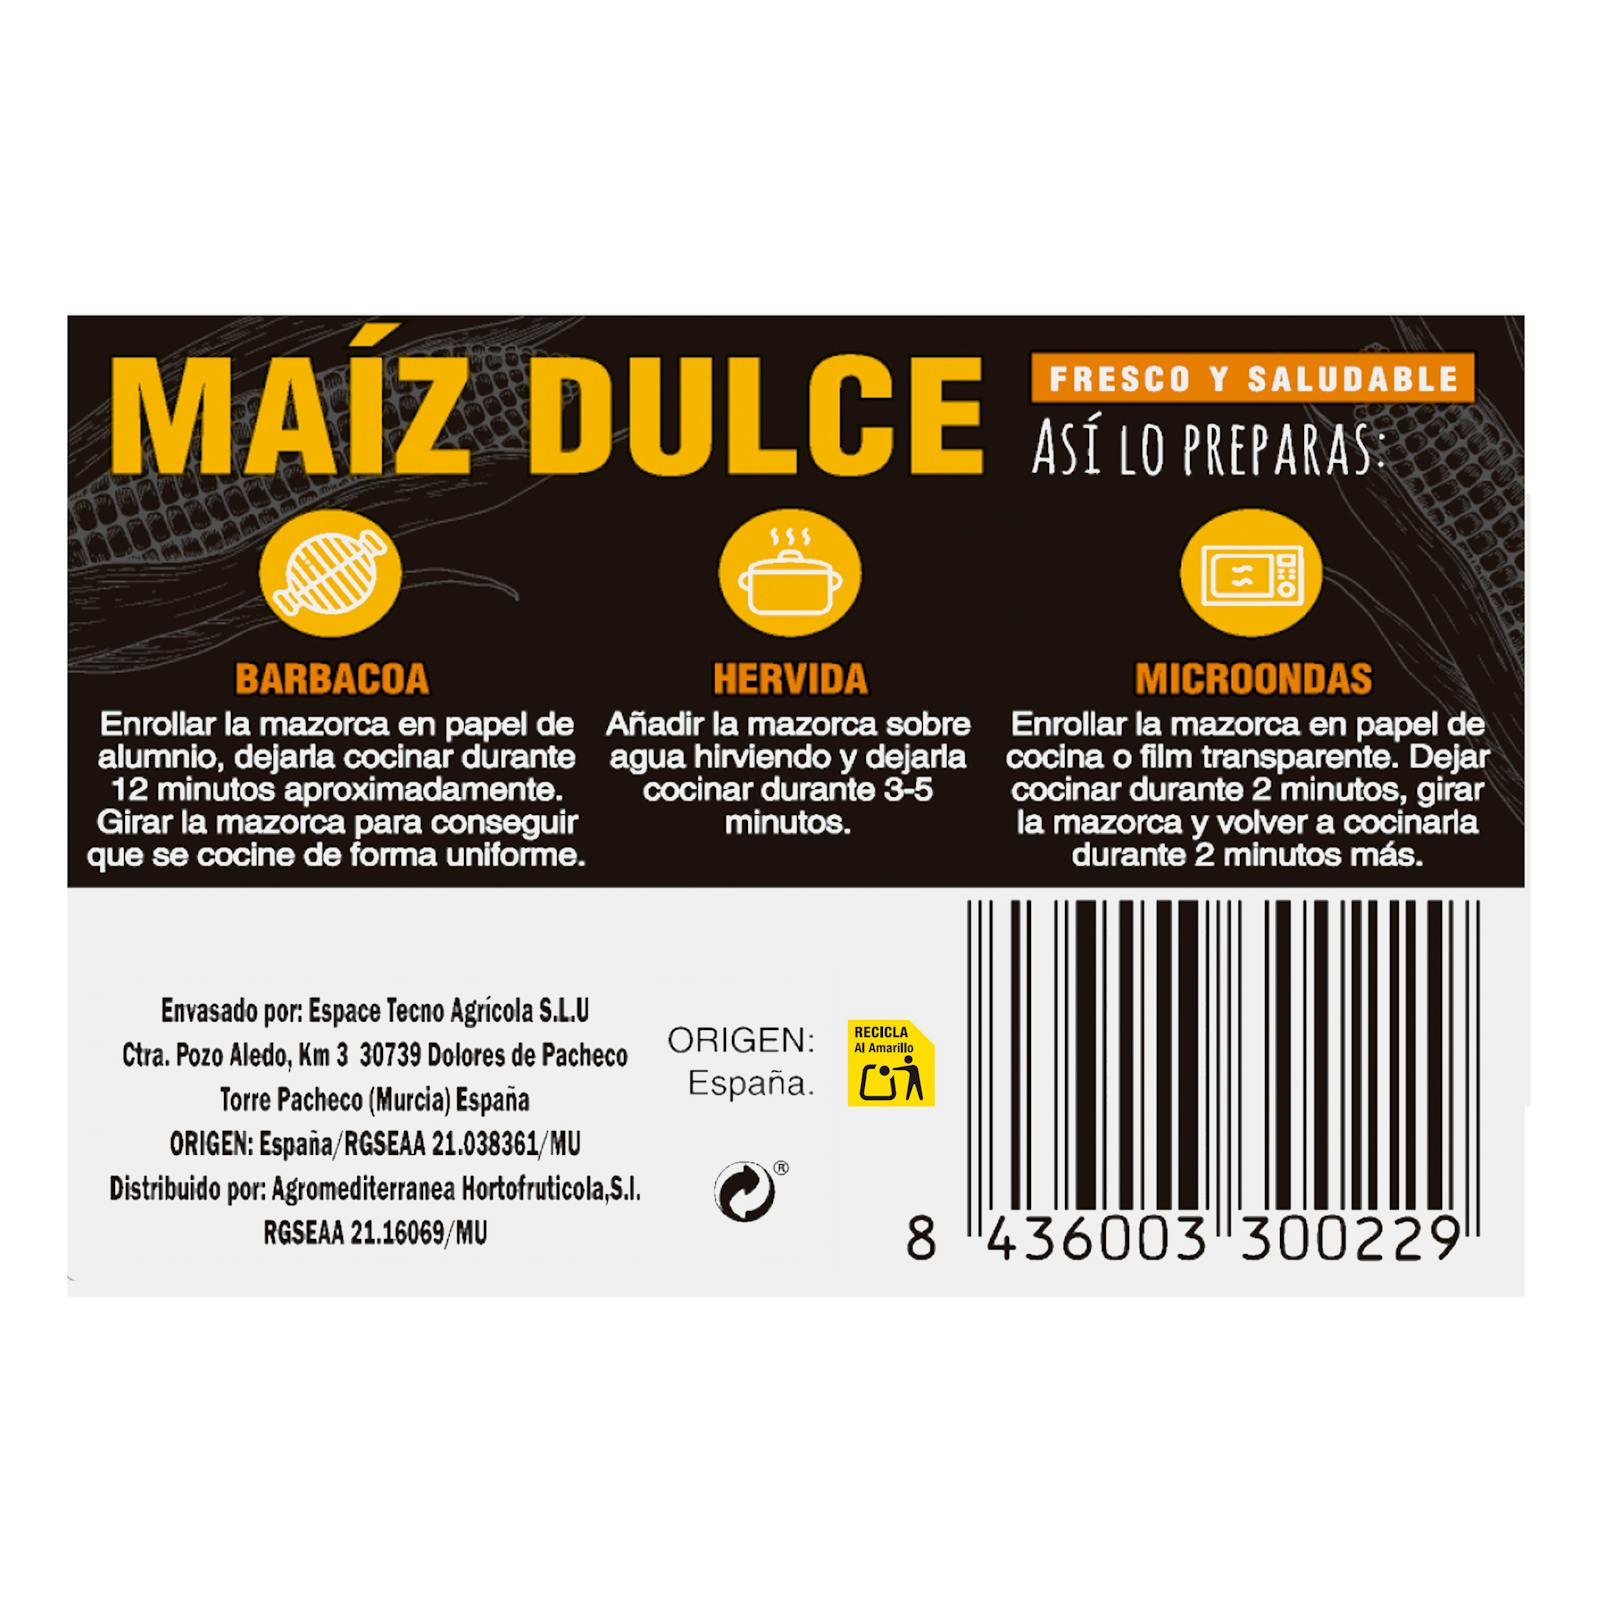 MAÍZ DULCE
FRESCO Y SALUDABLE
ASÍ LO PREPARAS:
BARBACOA
Enrollar la mazorca en papel de
alumnio, dejarla cocinar durante
12 minutos aproximadamente.
Girar la mazorca para conseguir
que se cocine de forma uniforme.
HERVIDA
Añadir la mazorca sobre
agua hirviendo y dejarla
cocinar durante 3-5
minutos.
MICROONDAS
Enrollar la mazorca en papel de
cocina o film transparente. Dejar
cocinar durante 2 minutos, girar
la mazorca y volver a cocinarla
durante 2 minutos más.
Envasado por: Espace Tecno Agrícola S.L.U
Ctra. Pozo Aledo, Km 3 30739 Dolores de Pacheco
Torre Pacheco (Murcia) España
ORIGEN: España/RGSEAA 21.038361/MU
Distribuido por: Agromediterranea Hortofruticola,S.l.
RGSEAA 21.16069/MU
ORIGEN:
España.
RECICLA
Al Amarillo
®
8 436003 300229